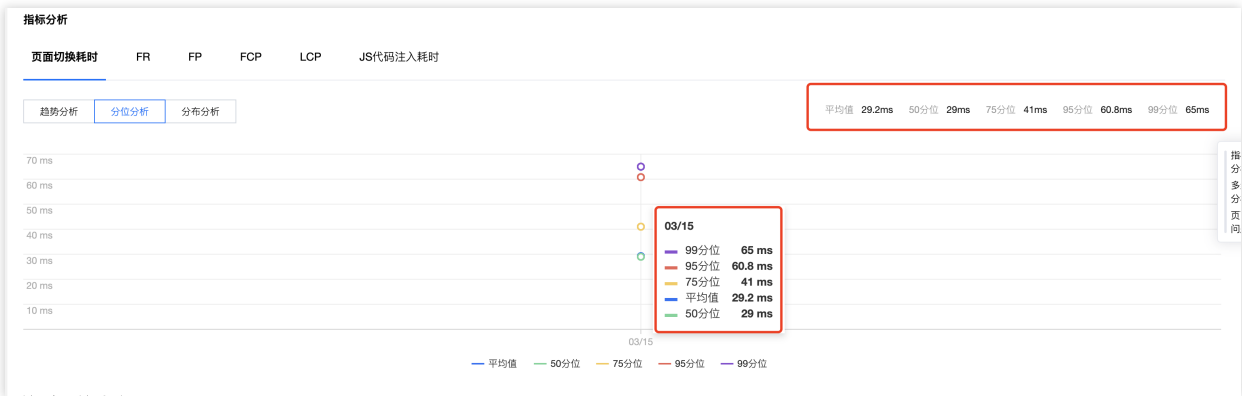 指标分析
页面切换耗时 FR FP FCP LCP JS代码注入耗时
趋势分析 分位分析 分布分析
平均值 29.2ms 50分位 29ms 75分位 41ms 95分位 60.8ms 99分位 65ms
70 ms
60 ms
50 ms
40 ms
30 ms
20 ms
10 ms
03/15
99分位 65 ms
95分位 60.8 ms
75分位 41 ms
平均值 29.2 ms
50分位 29 ms
03/15
平均值 50分位 75分位 95分位 99分位
指
分
多
分
页
问